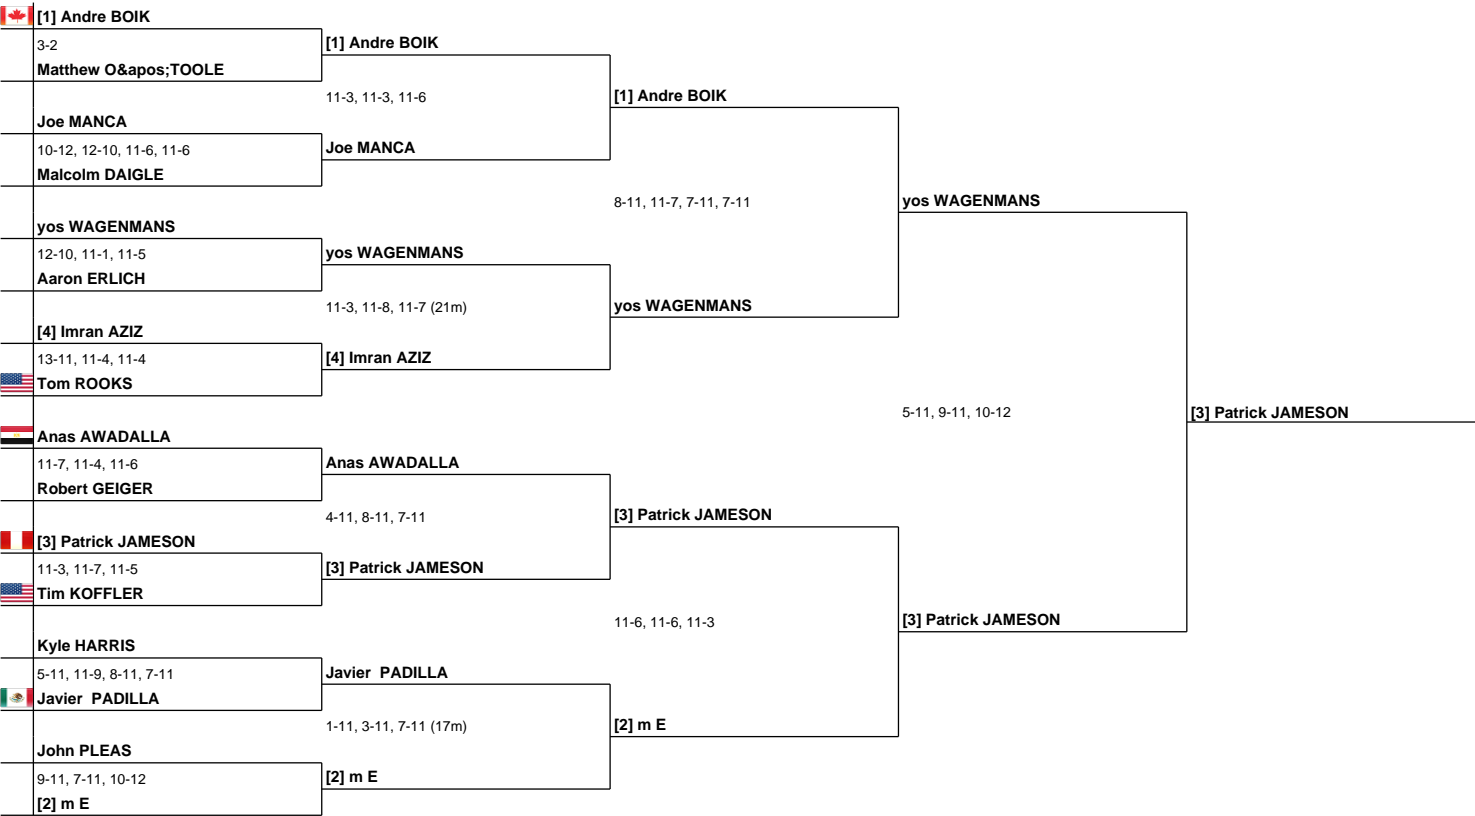 [1] Andre BOIK
3-2
Matthew O&apos;TOOLE
Joe MANCA
10-12, 12-10, 11-6, 11-6
Malcolm DAIGLE
yos WAGENMANS
12-10, 11-1, 11-5
Aaron ERLICH
[4] Imran AZIZ
13-11, 11-4, 11-4
Tom ROOKS
Anas AWADALLA
11-7, 11-4, 11-6
Robert GEIGER
[3] Patrick JAMESON
11-3, 11-7, 11-5
Tim KOFFLER
Kyle HARRIS
5-11, 11-9, 8-11, 7-11
Javier  PADILLA
John PLEAS
9-11, 7-11, 10-12
[2] m E
[1] Andre BOIK
11-3, 11-3, 11-6
Joe MANCA
yos WAGENMANS
11-3, 11-8, 11-7 (21m)
[4] Imran AZIZ
Anas AWADALLA
4-11, 8-11, 7-11
[3] Patrick JAMESON
Javier  PADILLA
1-11, 3-11, 7-11 (17m)
[2] m E
[1] Andre BOIK
8-11, 11-7, 7-11, 7-11
yos WAGENMANS
[3] Patrick JAMESON
11-6, 11-6, 11-3
[2] m E
yos WAGENMANS
5-11, 9-11, 10-12
[3] Patrick JAMESON
[3] Patrick JAMESON